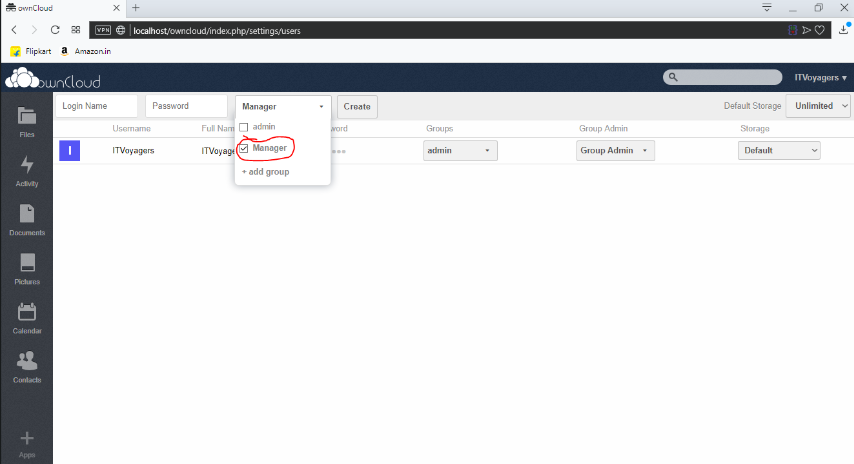 ownCloud
VPN localhost/owncloud/index.php/settings/users
Flipkart Amazon.in
ownCloud ITVoyagers
Login Name Password Manager Create Default Storage Unlimited
admin
Manager
+ add group
Username Full Nam word Groups Group Admin Storage
I ITVoyagers ITVoyage admin Group Admin Default
Files
Activity
Documents
Pictures
Calendar
Contacts
Apps